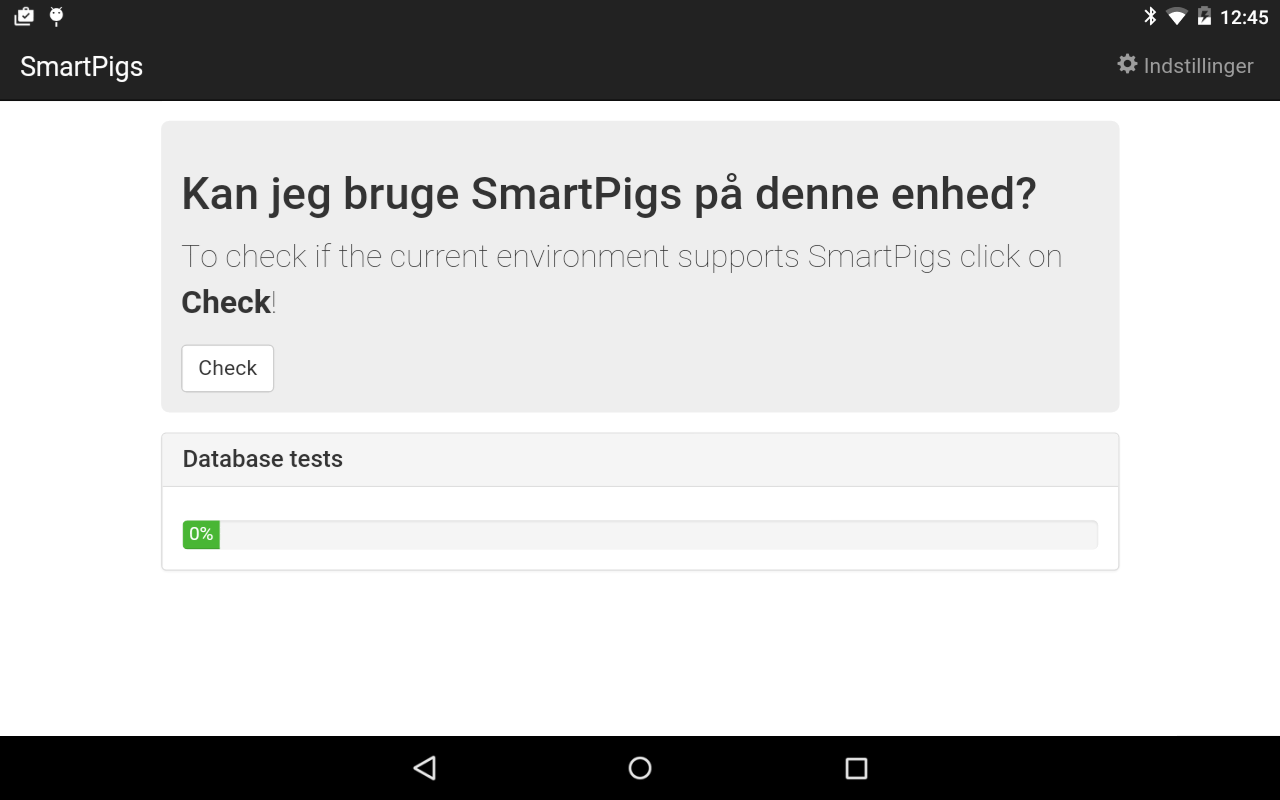 12:45
SmartPigs
Indstillinger
Kan jeg bruge SmartPigs på denne enhed?
To check if the current environment supports SmartPigs click on
Check!
Check
Database tests
0%